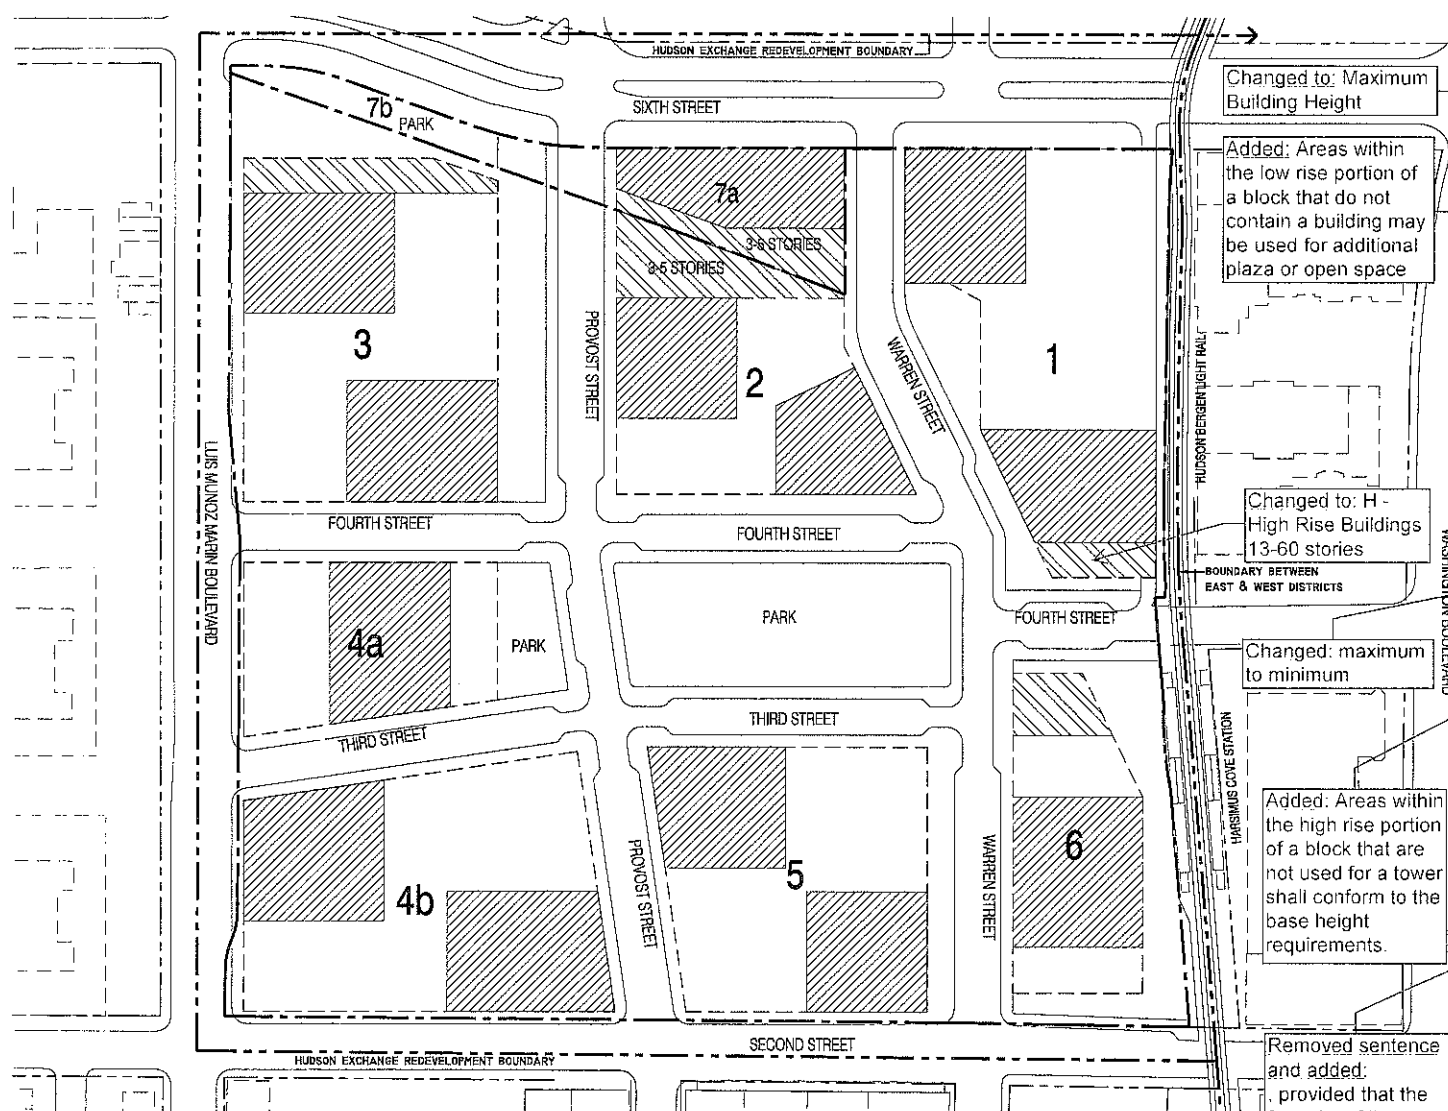 HUDSON EXCHANGE REDEVELOPMENT BOUNDARY
Changed to: Maximum
Building Height
7b
PARK
SIXTH STREET
Added: Areas within
the low rise portion of
a block that do not
contain a building may
be used for additional
plaza or open space
7a
3-5 STORIES
3-5 STORIES
3
PROVOST STREET
2
WARREN STREET
1
HUDSON BERGEN LIGHT RAIL
LUIS MUNOZ MARIN BOULEVARD
FOURTH STREET
FOURTH STREET
Changed to: H -
High Rise Buildings
13-60 stories
BOUNDARY BETWEEN
EAST & WEST DISTRICTS
4a
PARK
PARK
FOURTH STREET
Changed: maximum
to minimum
THIRD STREET
THIRD STREET
HARSIMUS COVE STATION
Added: Areas within
the high rise portion
of a block that are
not used for a tower
shall conform to the
base height
requirements.
4b
PROVOST STREET
5
WARREN STREET
6
SECOND STREET
HUDSON EXCHANGE REDEVELOPMENT BOUNDARY
Removed sentence
and added:
, provided that the